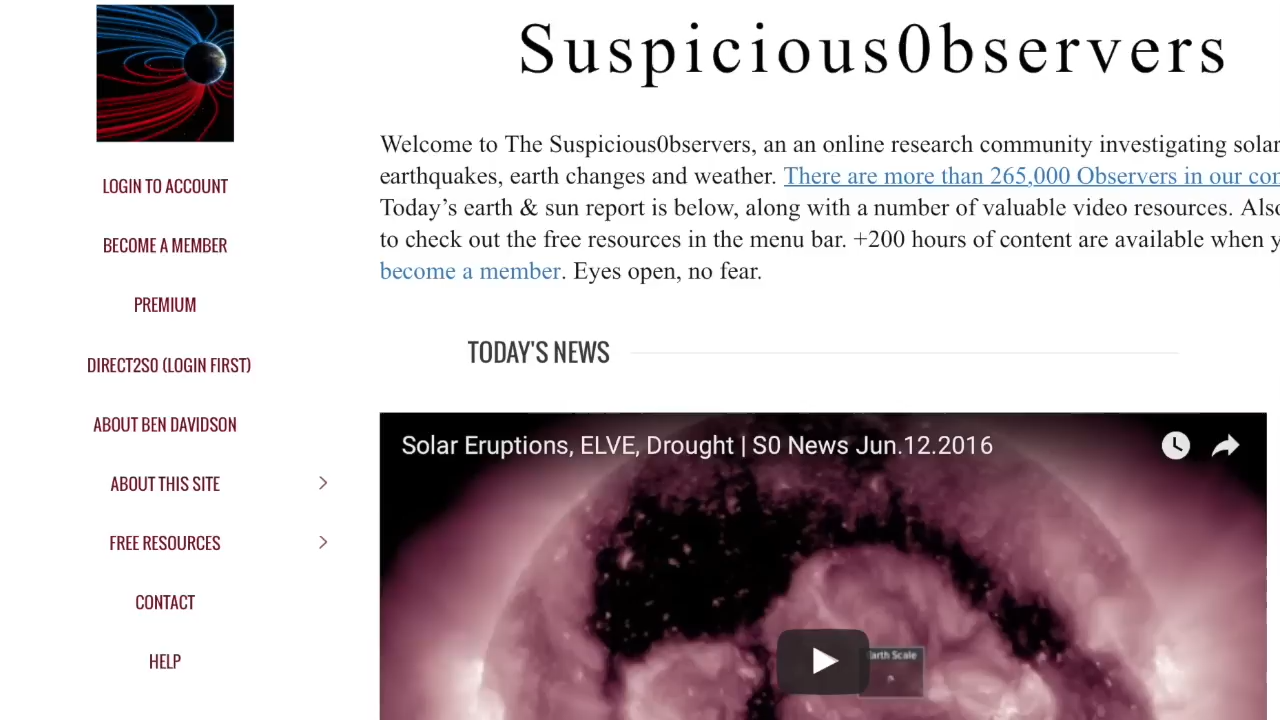 Suspicious0bservers
LOGIN TO ACCOUNT
BECOME A MEMBER
PREMIUM
DIRECT2S0 (LOGIN FIRST)
ABOUT BEN DAVIDSON
ABOUT THIS SITE
FREE RESOURCES
CONTACT
HELP
Welcome to The Suspicious0bservers, an an online research community investigating solar
earthquakes, earth changes and weather. There are more than 265,000 Observers in our
Today’s earth & sun report is below, along with a number of valuable video resources.
to check out the free resources in the menu bar. +200 hours of content are available when
become a member. Eyes open, no fear.
TODAY'S NEWS
Solar Eruptions, ELVE, Drought | S0 News Jun.12.2016
Earth Scale